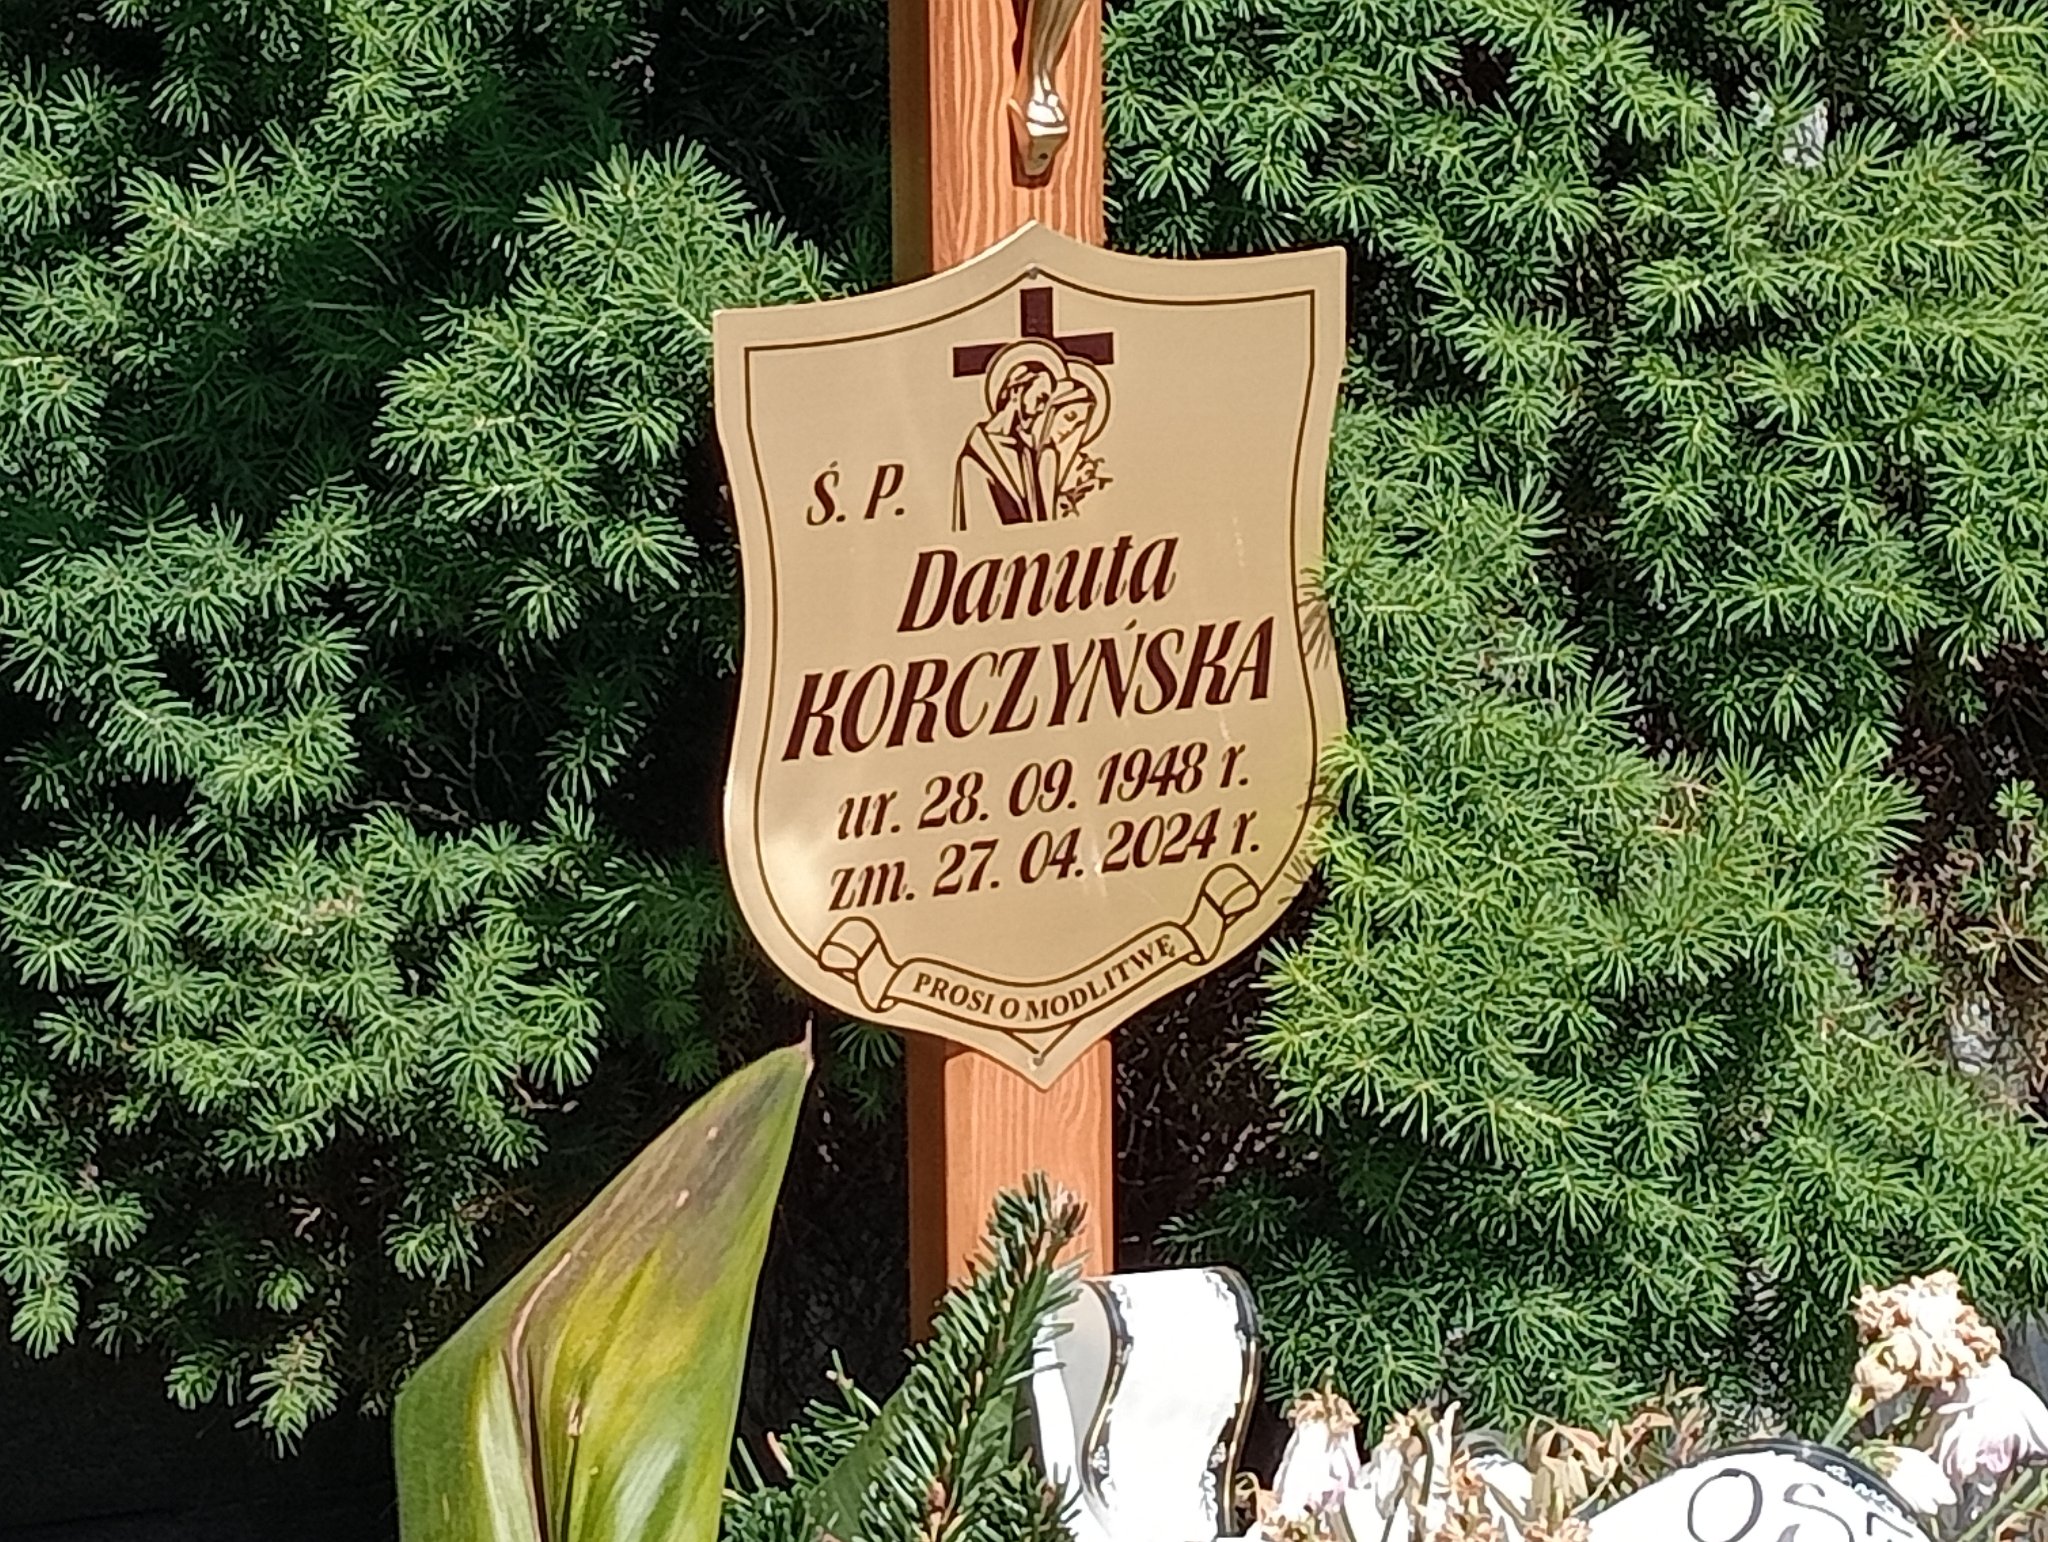 Ś. P.
Danuta
KORCZYŃSKA
ur. 28. 09. 1948 r.
zm. 27. 04. 2024 r.
PROSI O MODLITWĘ